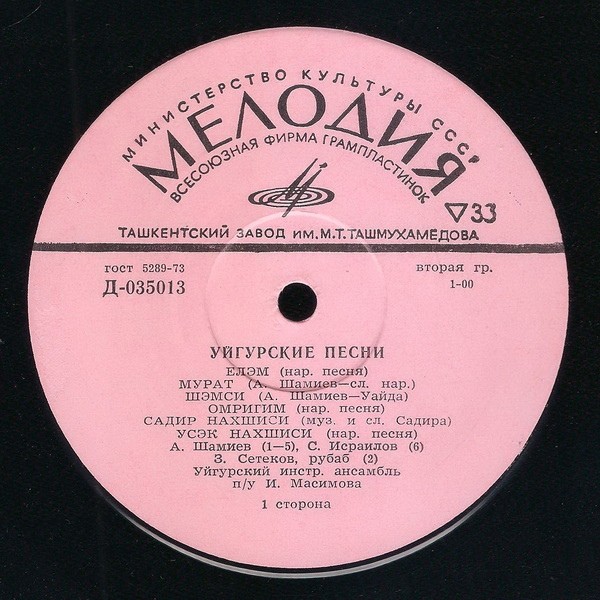 МИНИСТЕРСТВО КУЛЬТУРЫ СССР
МЕЛОДИЯ
ВСЕСОЮЗНАЯ ФИРМА ГРАМПЛАСТИНОК
▽33
ТАШКЕНТСКИЙ ЗАВОД ИМ.М.Т.ТАШМУХАМЕДОВА
гост 5289-73 вторая гр.
Д-035013 1-00
УЙГУРСКИЕ ПЕСНИ
ЕЛЭМ (нар. песня)
МУРАТ (А. Шамиев—сл. нар.)
ШЭМСИ (А. Шамиев—Уайда)
ОМРИГИМ (нар. песня)
САДИР НАХШИСИ (муз. и сл. Садира)
УСЭК НАХШИСИ (нар. песня)
А. Шамиев (1—5), С. Исраилов (6)
З. Сетеков, рубаб (2)
Уйгурский инстр. ансамбль
п/у И. Масимова
1 сторона